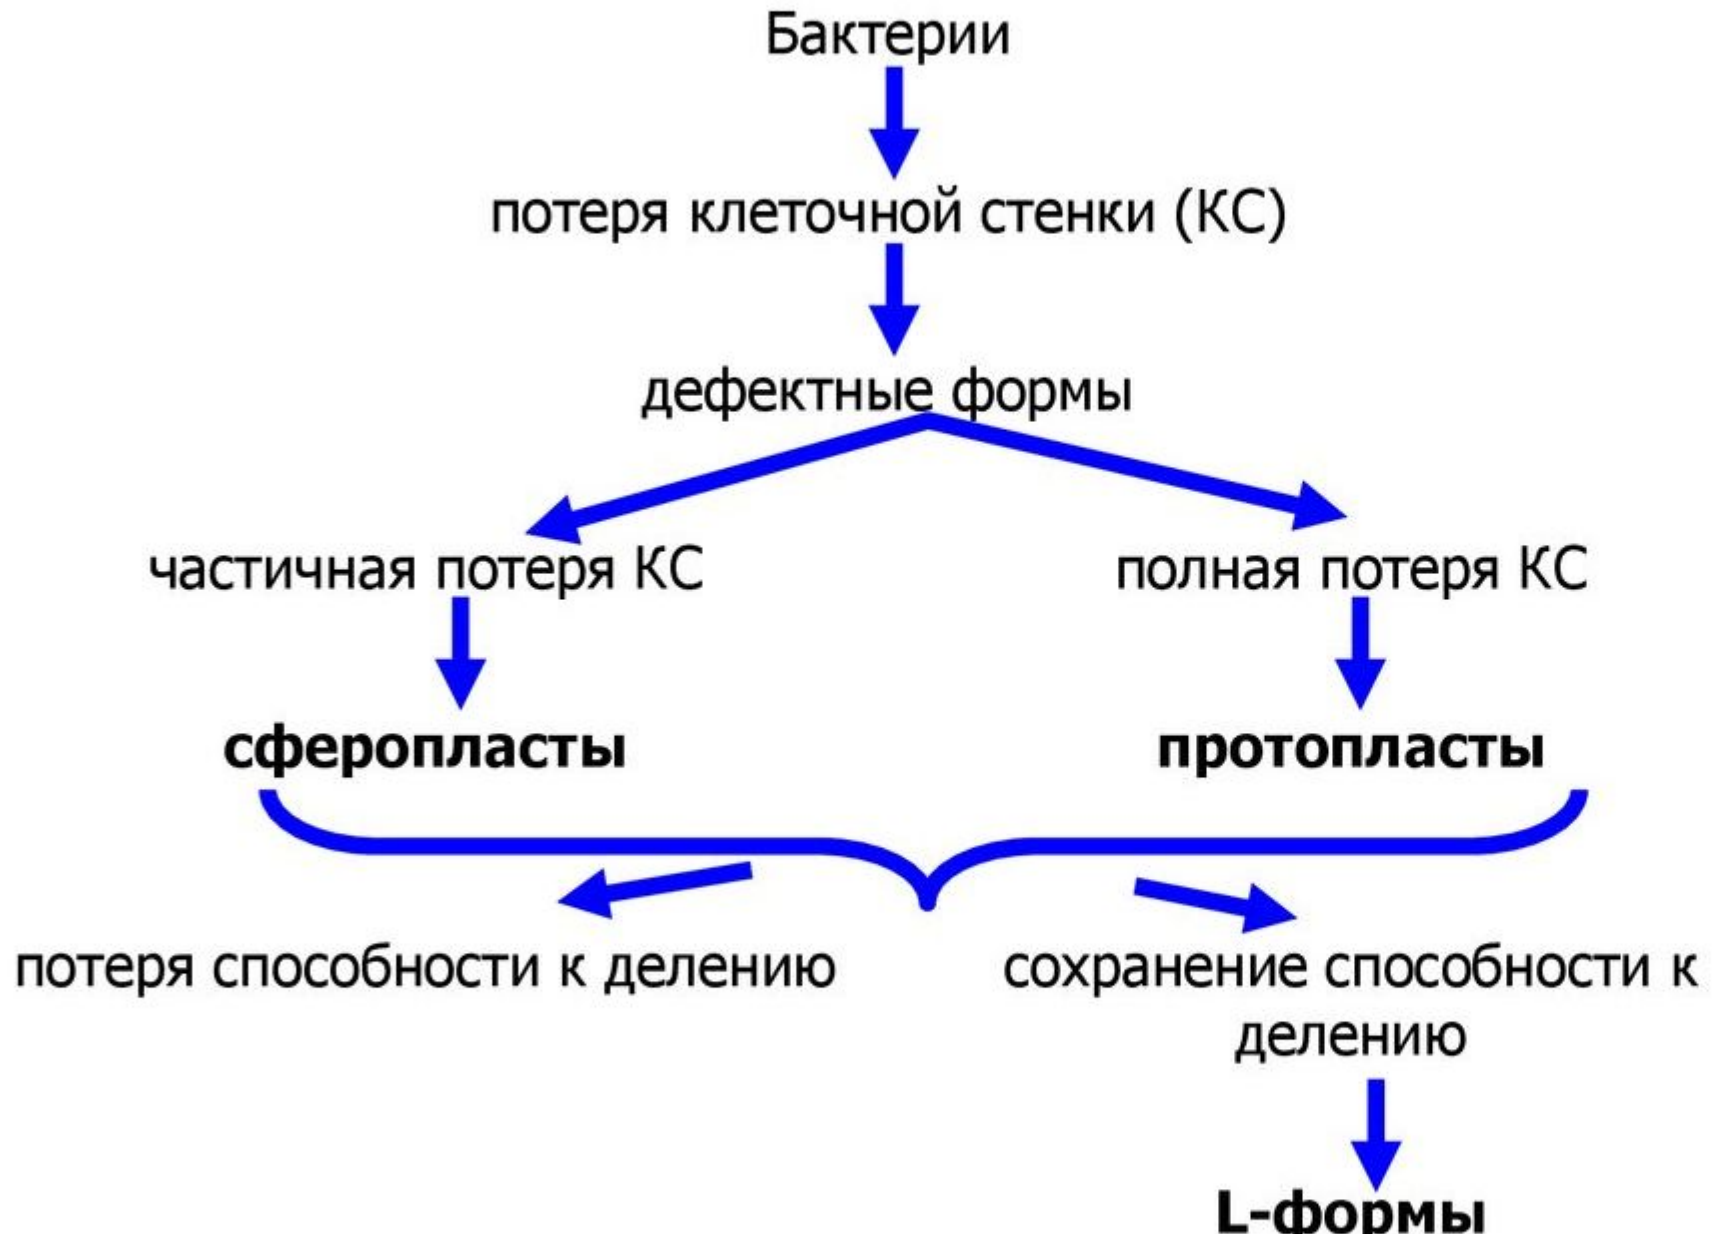 Бактерии
потеря клеточной стенки (КС)
дефектные формы
частичная потеря КС
полная потеря КС
сферопласты
протопласты
потеря способности к делению
сохранение способности к
делению
L-формы